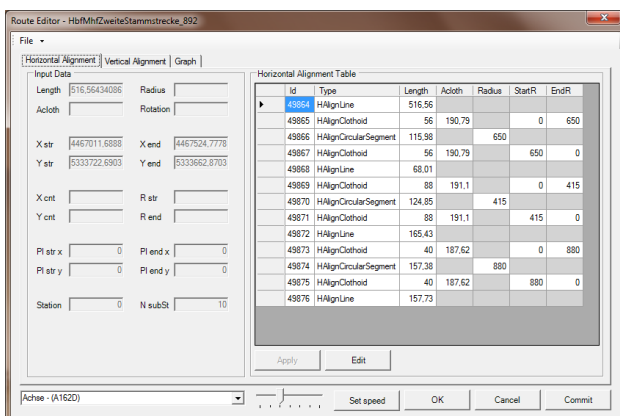 Route Editor - HbfMhfZweiteStammstrecke_892
File
Horizontal Alignment Vertical Alignment Graph
Input Data
Length 516,56434086 Radius
Acloth Rotation
X str 4467011,6888 X end 4467524,7778
Y str 5333722,6903 Y end 5333662,8703
X cnt R str
Y cnt R end
PI str x 0 PI end x 0
PI str y 0 PI end y 0
Station 0 N subSt 10
Horizontal Alignment Table
Id Type Length Acloth Radius StartR EndR
49864 HAlignLine 516,56
49865 HAlignClothoid 56 190,79 0 650
49866 HAlignCircularSegment 115,98 650
49867 HAlignClothoid 56 190,79 650 0
49868 HAlignLine 68,01
49869 HAlignClothoid 88 191,1 0 415
49870 HAlignCircularSegment 124,85 415
49871 HAlignClothoid 88 191,1 415 0
49872 HAlignLine 165,43
49873 HAlignClothoid 40 187,62 0 880
49874 HAlignCircularSegment 157,38 880
49875 HAlignClothoid 40 187,62 880 0
49876 HAlignLine 157,73
Apply Edit
Achse - (A162D) Set speed OK Cancel Commit